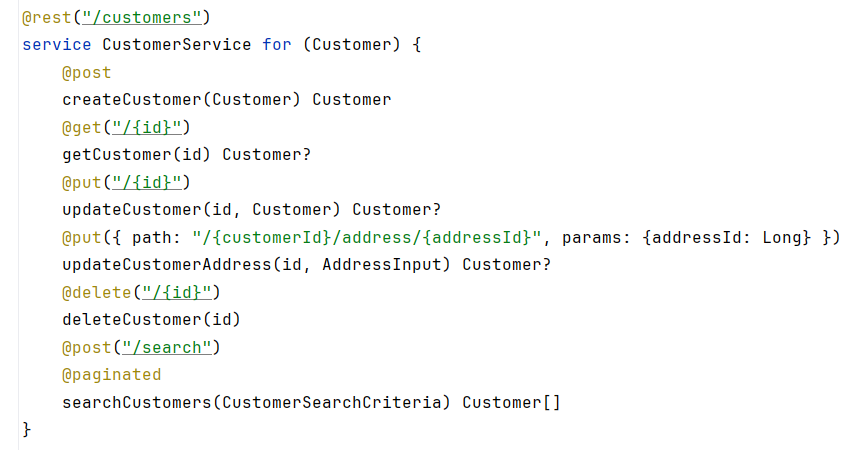 @rest("/customers")
service CustomerService for (Customer) {
    @post
    createCustomer(Customer) Customer
    @get("/{id}")
    getCustomer(id) Customer?
    @put("/{id}")
    updateCustomer(id, Customer) Customer?
    @put({ path: "/{customerId}/address/{addressId}", params: {addressId: Long} })
    updateCustomerAddress(id, AddressInput) Customer?
    @delete("/{id}")
    deleteCustomer(id)
    @post("/search")
    @paginated
    searchCustomers(CustomerSearchCriteria) Customer[]
}